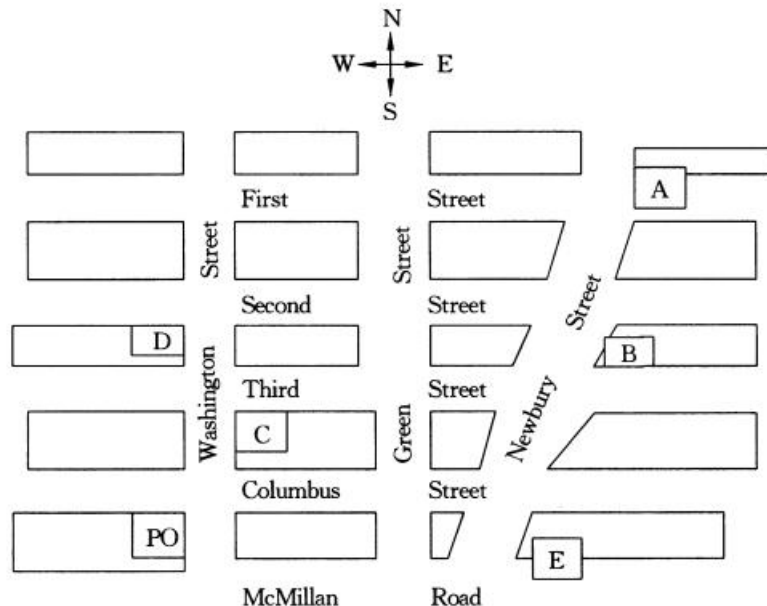 N
W E
S
A
First Street
Street
Street
Street
Second Street
D
B
Washington
Third Street
C
Green
Newbury
Columbus Street
PO
E
McMillan Road